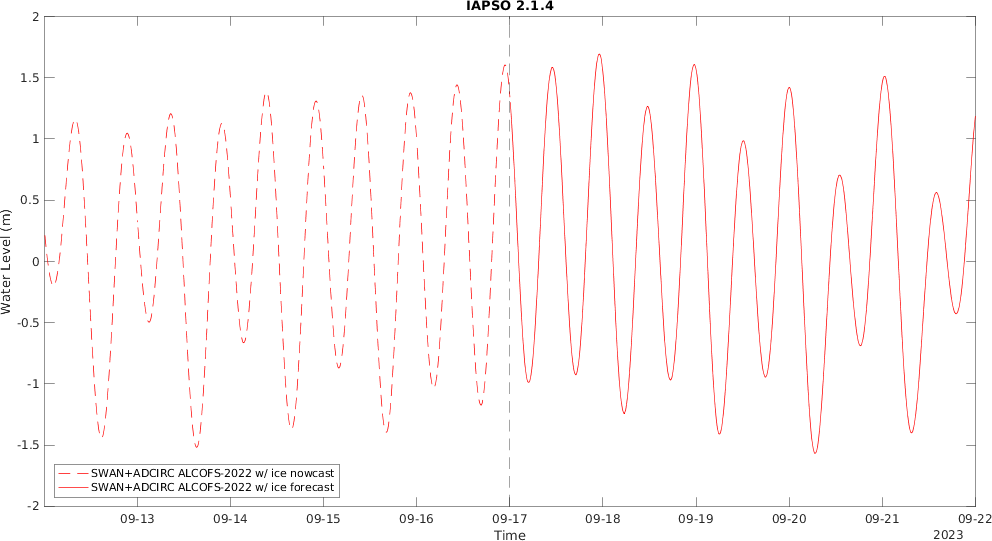 IAPSO 2.1.4
2
1.5
1
0.5
0
-0.5
-1
-1.5
-2
Water Level (m)
SWAN+ADCIRC ALCOFS-2022 w/ ice nowcast
SWAN+ADCIRC ALCOFS-2022 w/ ice forecast
09-13 09-14 09-15 09-16 09-17 09-18 09-19 09-20 09-21 09-22
Time
2023